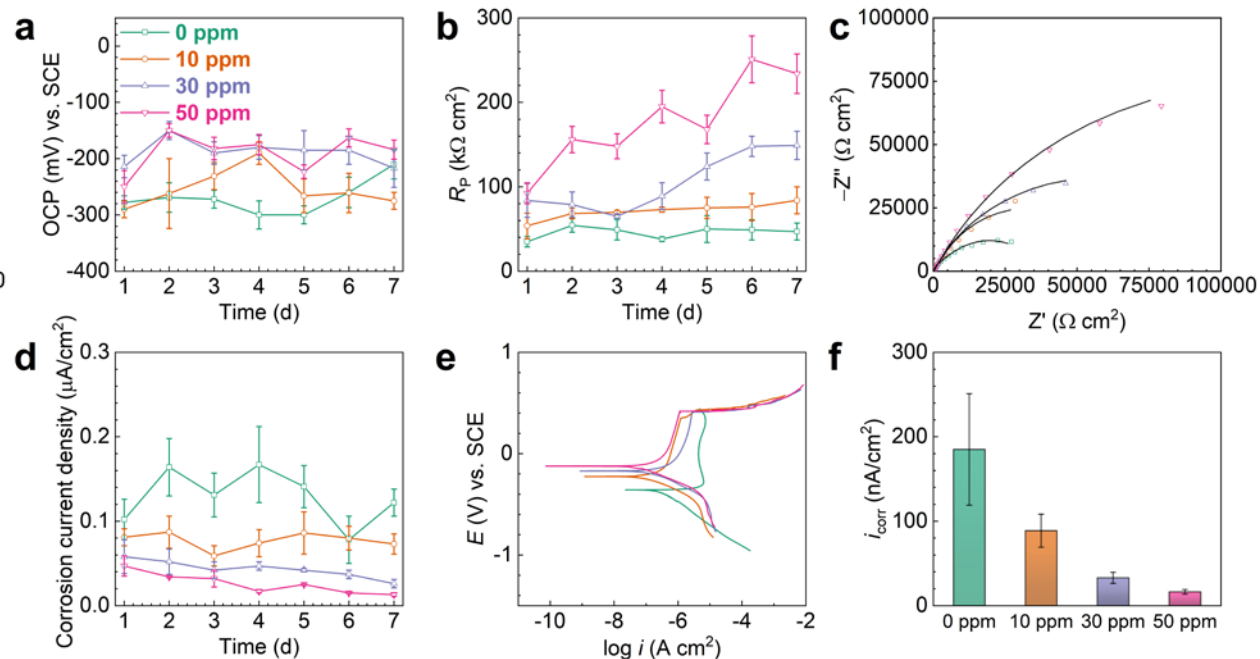 a
0 ppm
10 ppm
30 ppm
50 ppm
0
-100
-200
-300
-400
OCP (mV) vs. SCE
1 2 3 4 5 6 7
Time (d)
b
300
200
100
0
R_P (kΩ cm²)
1 2 3 4 5 6 7
Time (d)
c
100000
75000
50000
25000
0
−Z" (Ω cm²)
0 25000 50000 75000 100000
Z' (Ω cm²)
0
d
0.3
0.2
0.1
0.0
Corrosion current density (μA/cm²)
1 2 3 4 5 6 7
Time (d)
e
1
0
-1
E (V) vs. SCE
-10 -8 -6 -4 -2
log i (A cm²)
f
300
200
100
0
i_corr (nA/cm²)
0 ppm 10 ppm 30 ppm 50 ppm